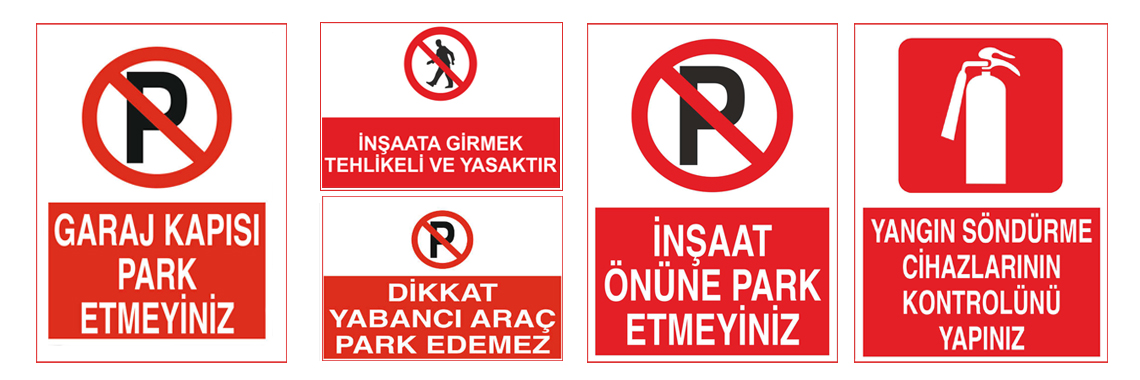 P
GARAJ KAPISI
PARK
ETMEYİNİZ
İNŞAATA GİRMEK
TEHLİKELİ VE YASAKTIR
P
DİKKAT
YABANCI ARAÇ
PARK EDEMEZ
P
İNŞAAT
ÖNÜNE PARK
ETMEYİNİZ
YANGIN SÖNDÜRME
CİHAZLARININ
KONTROLÜNÜ
YAPINIZ